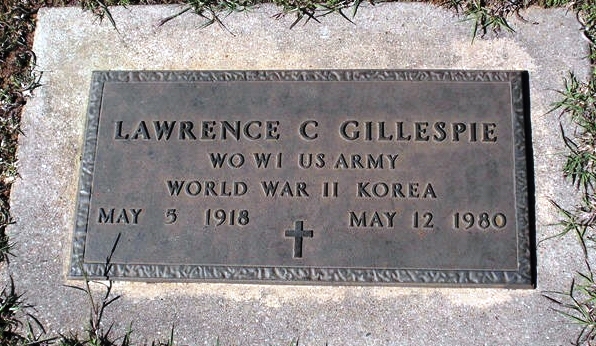 LAWRENCE C GILLESPIE
WO W1 US ARMY
WORLD WAR II KOREA
MAY 5 1918 MAY 12 1980